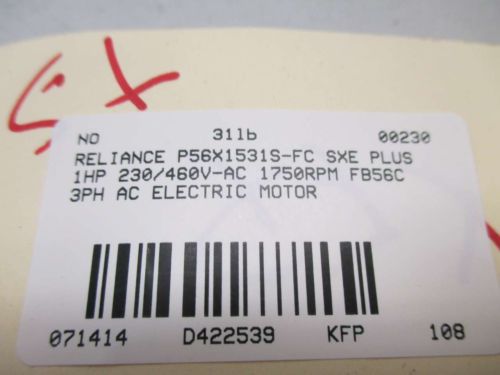 NO 31lb 00230
RELIANCE P56X1531S-FC SXE PLUS
1HP 230/460V-AC 1750RPM FB56C
3PH AC ELECTRIC MOTOR
071414 D422539 KFP 108